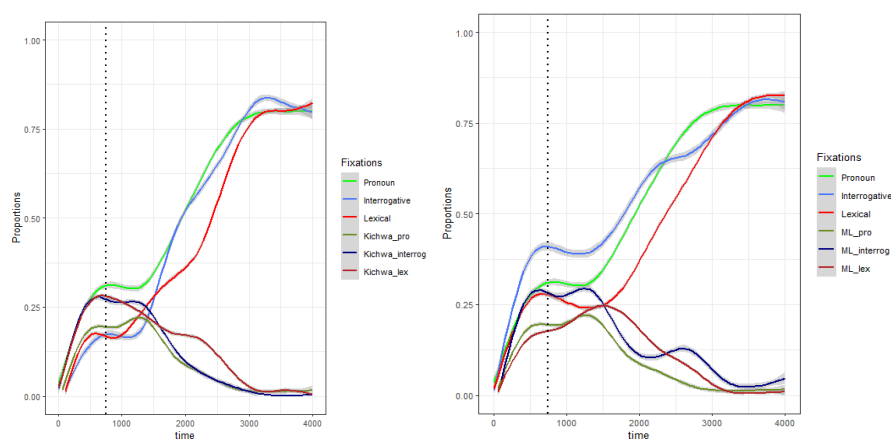 1.00
0.75
0.50
0.25
0.00
Proportions
0
1000
2000
3000
4000
time
Fixations
Pronoun
Interrogative
Lexical
Kichwa_pro
Kichwa_interrog
Kichwa_lex
1.00
0.75
0.50
0.25
0.00
Proportions
0
1000
2000
3000
4000
time
Fixations
Pronoun
Interrogative
Lexical
ML_pro
ML_interrog
ML_lex